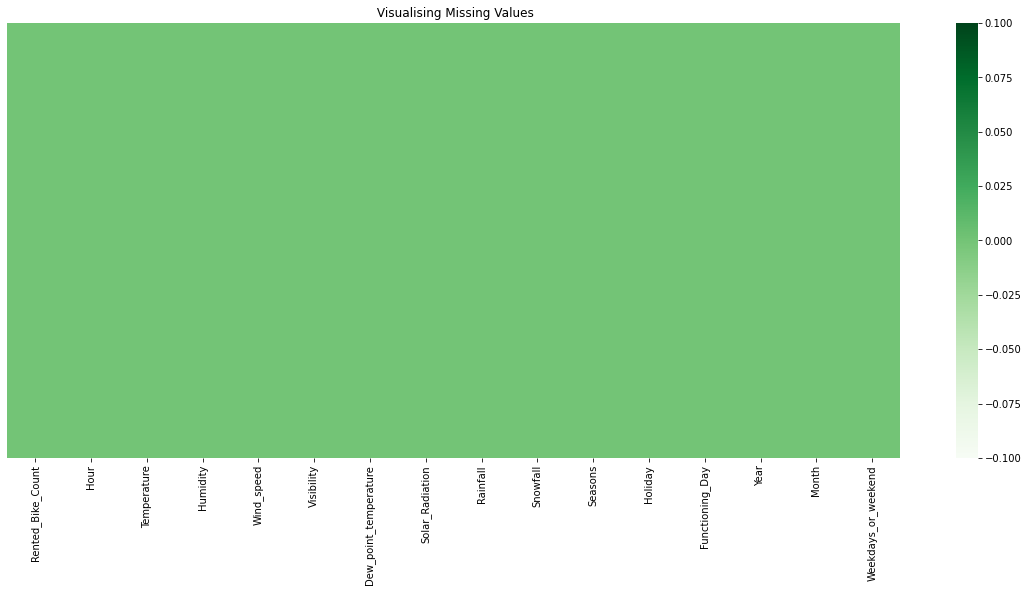 Visualising Missing Values
0.100
0.075
0.050
0.025
0.000
−0.025
−0.050
−0.075
−0.100
Rented_Bike_Count
Hour
Temperature
Humidity
Wind_speed
Visibility
Dew_point_temperature
Solar_Radiation
Rainfall
Snowfall
Seasons
Holiday
Functioning_Day
Year
Month
Weekdays_or_weekend